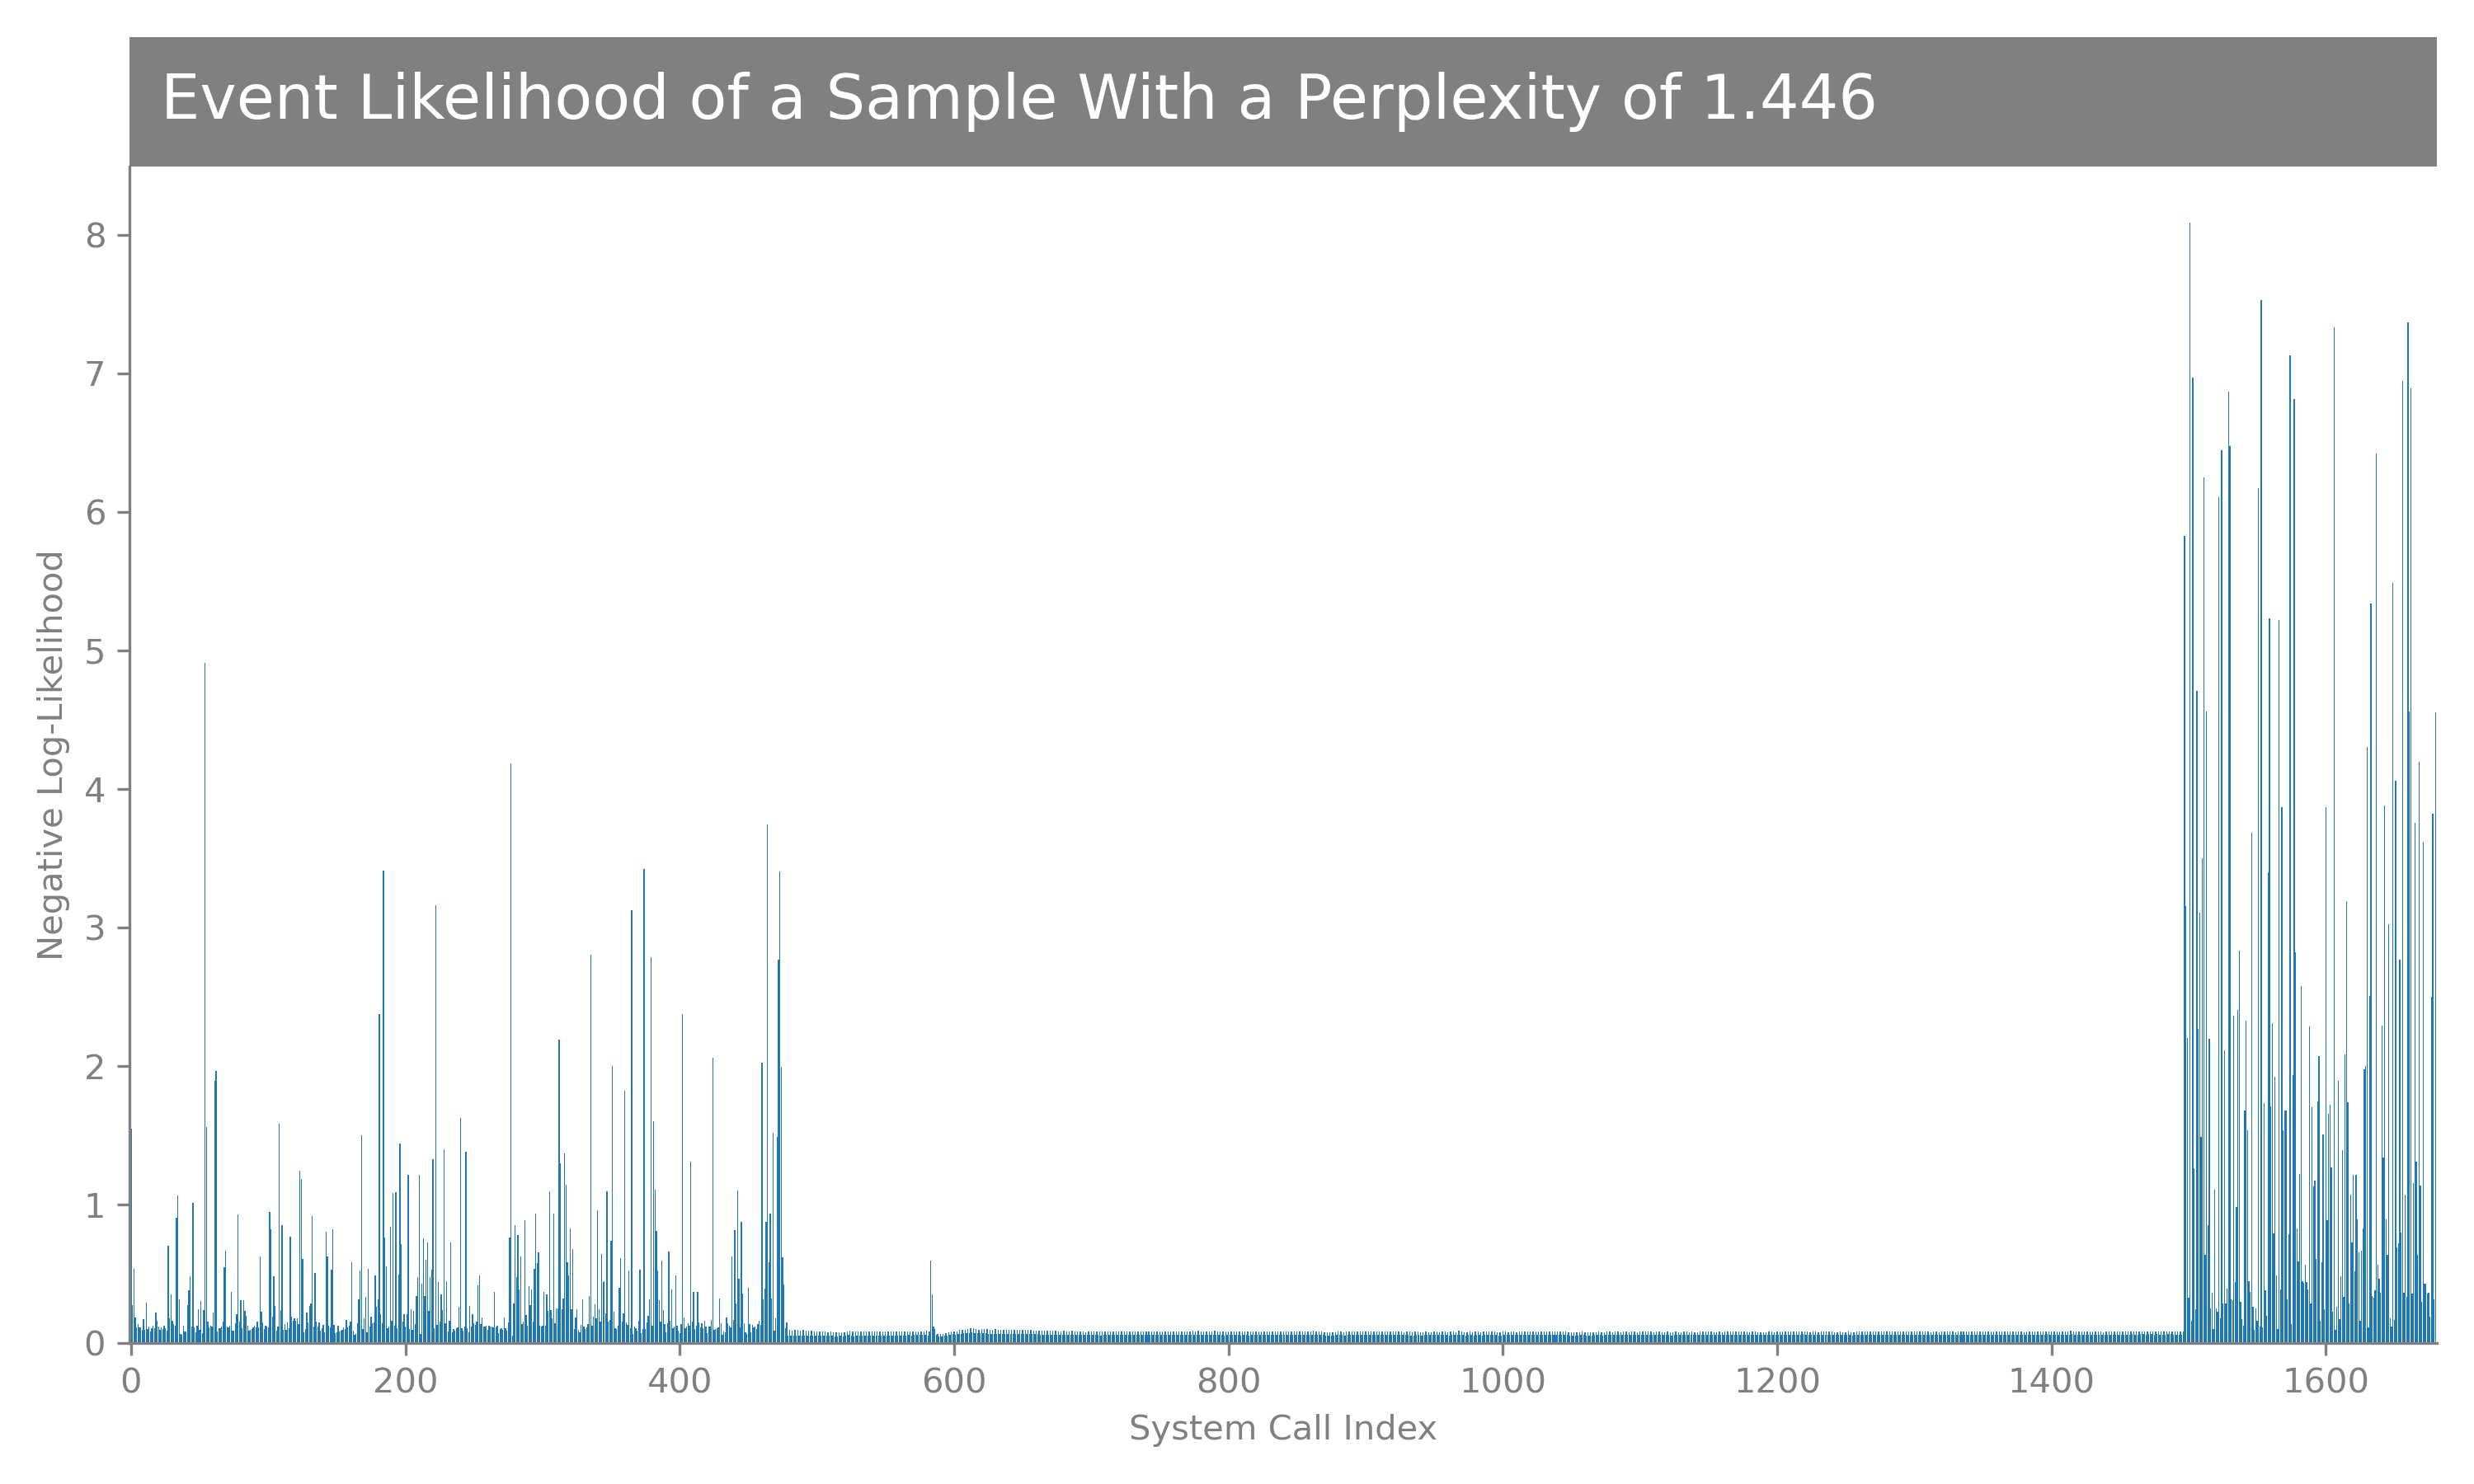 Event Likelihood of a Sample With a Perplexity of 1.446
8
7
6
5
4
3
2
1
0
Negative Log-Likelihood
0 200 400 600 800 1000 1200 1400 1600
System Call Index